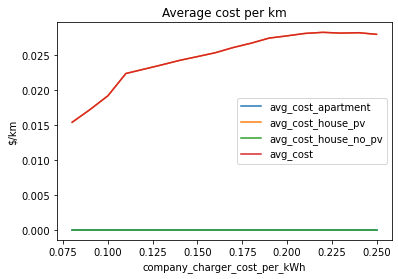 Average cost per km
$/km
0.025
0.020
0.015
0.010
0.005
0.000
avg_cost_apartment
avg_cost_house_pv
avg_cost_house_no_pv
avg_cost
0.075 0.100 0.125 0.150 0.175 0.200 0.225 0.250
company_charger_cost_per_kWh